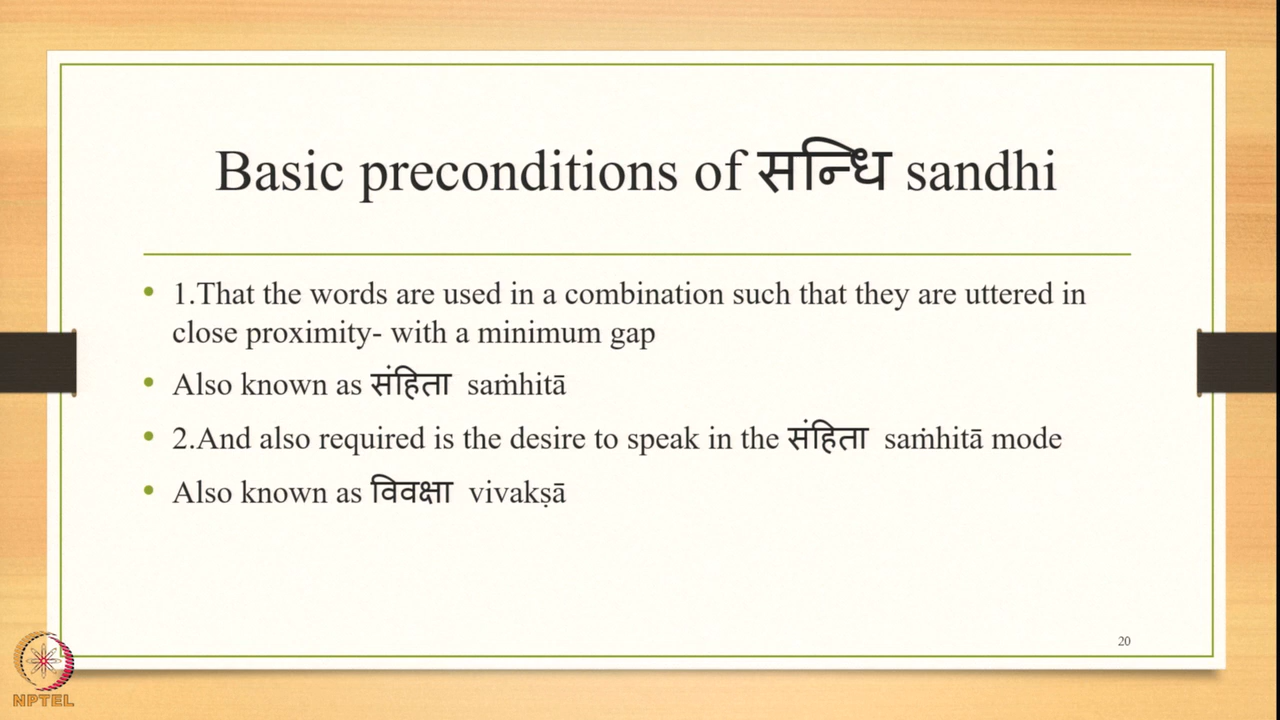 Basic preconditions of सन्धि sandhi
• 1.That the words are used in a combination such that they are uttered in
close proximity- with a minimum gap
• Also known as संहिता saṁhitā
• 2.And also required is the desire to speak in the संहिता saṁhitā mode
• Also known as विवक्षा vivakṣā
20
NPTEL